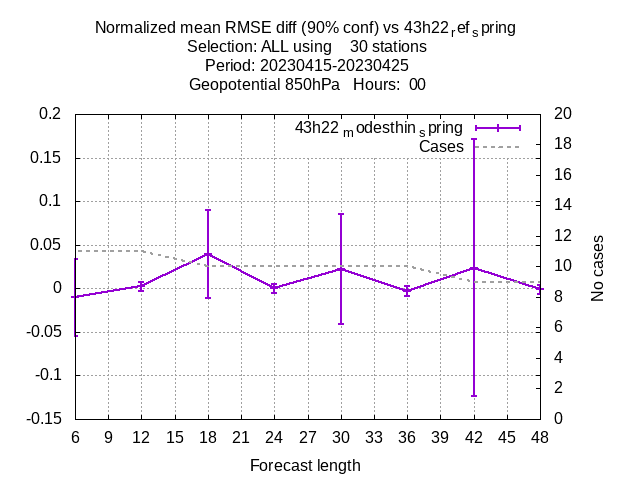 Normalized mean RMSE diff (90% conf) vs 43h22refspring
Selection: ALL using 30 stations
Period: 20230415-20230425
Geopotential 850hPa Hours: 00
0.2
0.15
0.1
0.05
0
-0.05
-0.1
-0.15
43h22modesthinspring
Cases
20
18
16
14
12
10
8
6
4
2
0
No cases
6 9 12 15 18 21 24 27 30 33 36 39 42 45 48
Forecast length